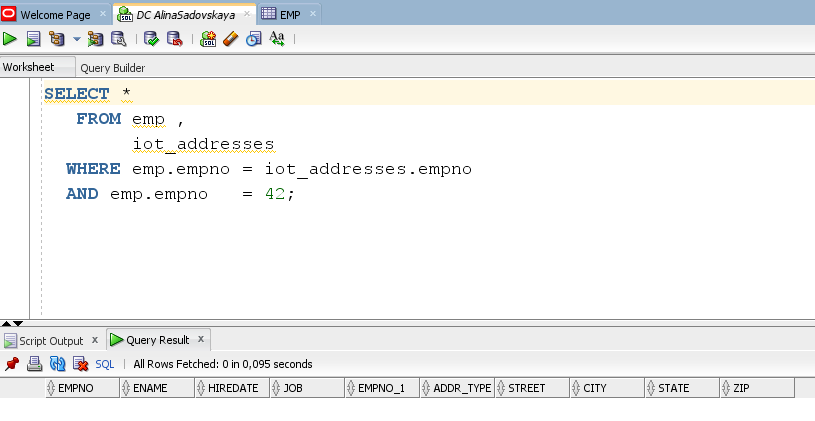 Welcome Page DC AlinaSadovskaya EMP
Worksheet Query Builder
SELECT *
FROM emp ,
iot_addresses
WHERE emp.empno = iot_addresses.empno
AND emp.empno = 42;
Script Output x Query Result x
SQL | All Rows Fetched: 0 in 0,095 seconds
EMPNO ENAME HIREDATE JOB EMPNO_1 ADDR_TYPE STREET CITY STATE ZIP